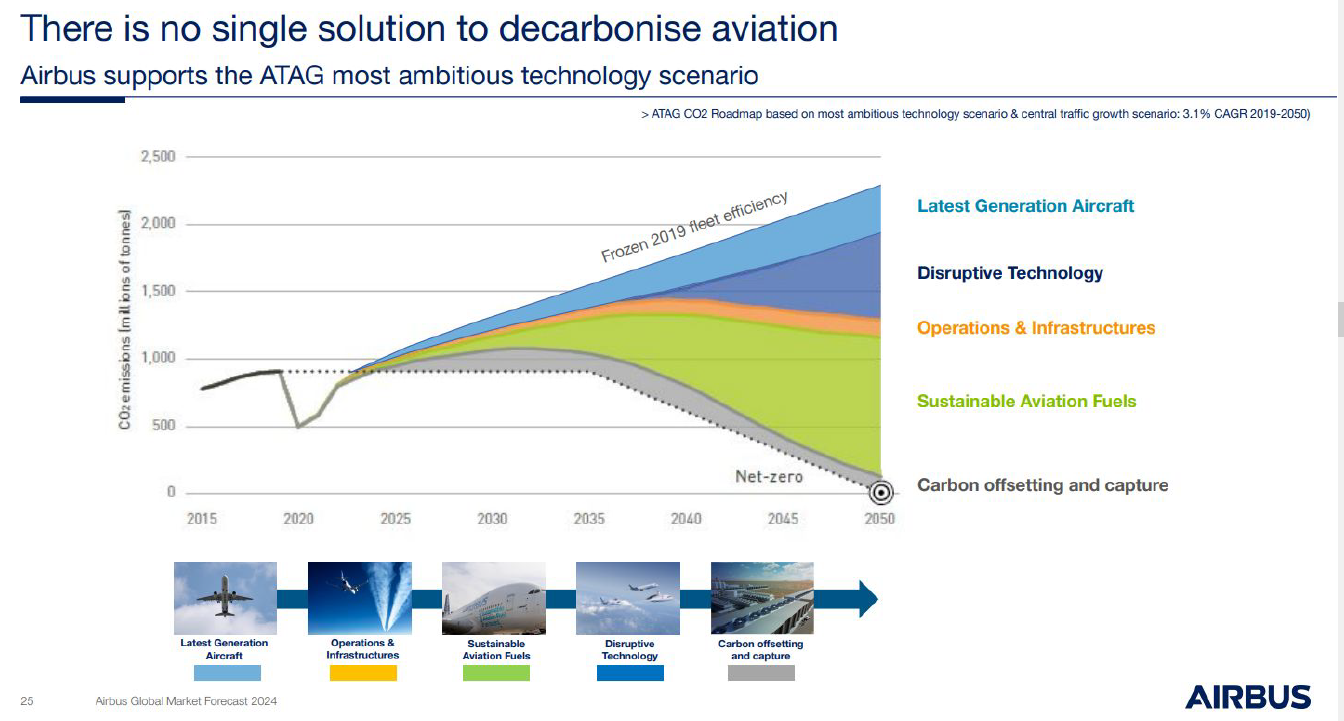 There is no single solution to decarbonise aviation
Airbus supports the ATAG most ambitious technology scenario
> ATAG CO2 Roadmap based on most ambitious technology scenario & central traffic growth scenario: 3.1% CAGR 2019-2050)
CO2 emissions (millions of tonnes)
2,500
2,000
1,500
1,000
500
0
Frozen 2019 fleet efficiency
Net-zero
2015 2020 2025 2030 2035 2040 2045 2050
Latest Generation Aircraft
Disruptive Technology
Operations & Infrastructures
Sustainable Aviation Fuels
Carbon offsetting and capture
Latest Generation
Aircraft
Operations &
Infrastructures
Sustainable
Aviation Fuels
Disruptive
Technology
Carbon offsetting
and capture
25 Airbus Global Market Forecast 2024
AIRBUS